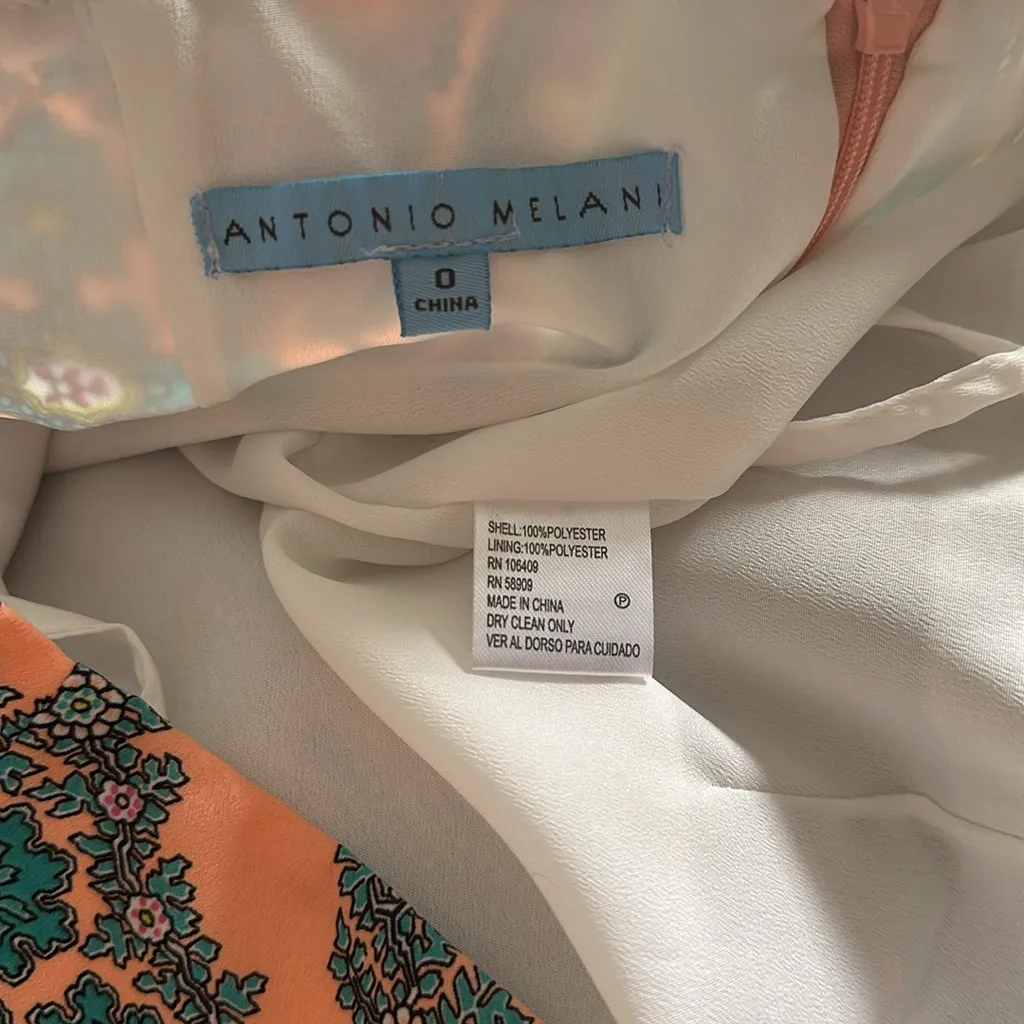 ANTONIO MELANI
0
CHINA
SHELL:100%POLYESTER
LINING:100%POLYESTER
RN 106409
RN 58909
MADE IN CHINA
Ⓟ
DRY CLEAN ONLY
VER AL DORSO PARA CUIDADO